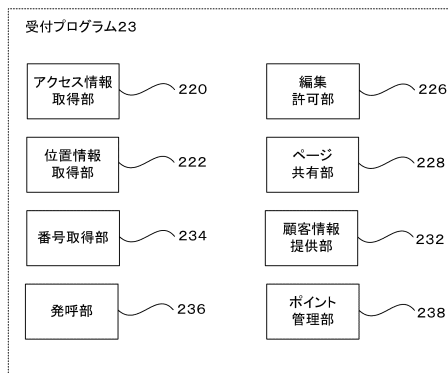 受付プログラム23
アクセス情報
取得部
220
編集
許可部
226
位置情報
取得部
222
ページ
共有部
228
番号取得部
234
顧客情報
提供部
232
発呼部
236
ポイント
管理部
238